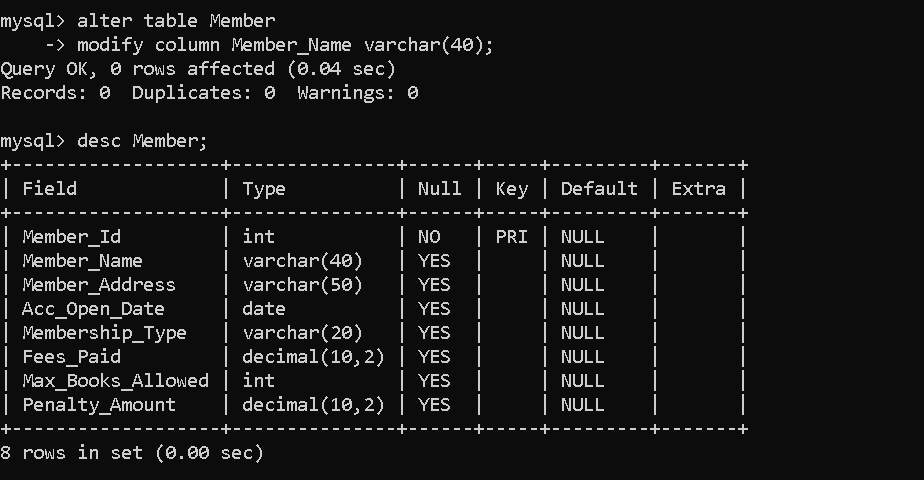 mysql> alter table Member
    -> modify column Member_Name varchar(40);
Query OK, 0 rows affected (0.04 sec)
Records: 0  Duplicates: 0  Warnings: 0

mysql> desc Member;
+-------------------+---------------+------+-----+---------+-------+
| Field             | Type          | Null | Key | Default | Extra |
+-------------------+---------------+------+-----+---------+-------+
| Member_Id         | int           | NO   | PRI | NULL    |       |
| Member_Name       | varchar(40)   | YES  |     | NULL    |       |
| Member_Address    | varchar(50)   | YES  |     | NULL    |       |
| Acc_Open_Date     | date          | YES  |     | NULL    |       |
| Membership_Type   | varchar(20)   | YES  |     | NULL    |       |
| Fees_Paid         | decimal(10,2) | YES  |     | NULL    |       |
| Max_Books_Allowed | int           | YES  |     | NULL    |       |
| Penalty_Amount    | decimal(10,2) | YES  |     | NULL    |       |
+-------------------+---------------+------+-----+---------+-------+
8 rows in set (0.00 sec)